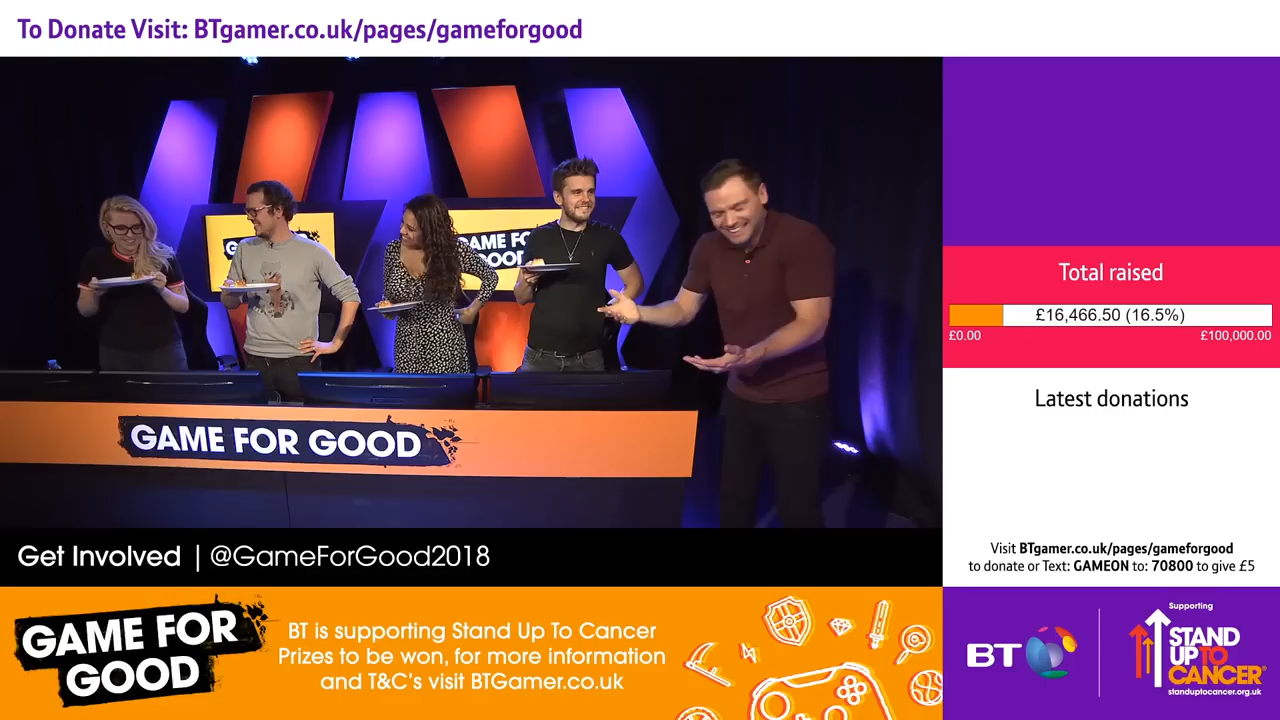 To Donate Visit: BTgamer.co.uk/pages/gameforgood
GAME FO
GOOD
GAME FOR GOOD
Total raised
£16,466.50 (16.5%)
£0.00
£100,000.00
Latest donations
Visit BTgamer.co.uk/pages/gameforgood
to donate or Text: GAMEON to: 70800 to give £5
Get Involved | @GameForGood2018
GAME FOR
GOOD
BT is supporting Stand Up To Cancer
Prizes to be won, for more information
and T&C's visit BTGamer.co.uk
BT
Supporting
STAND
UP TO
CANCER
standuptocancer.org.uk